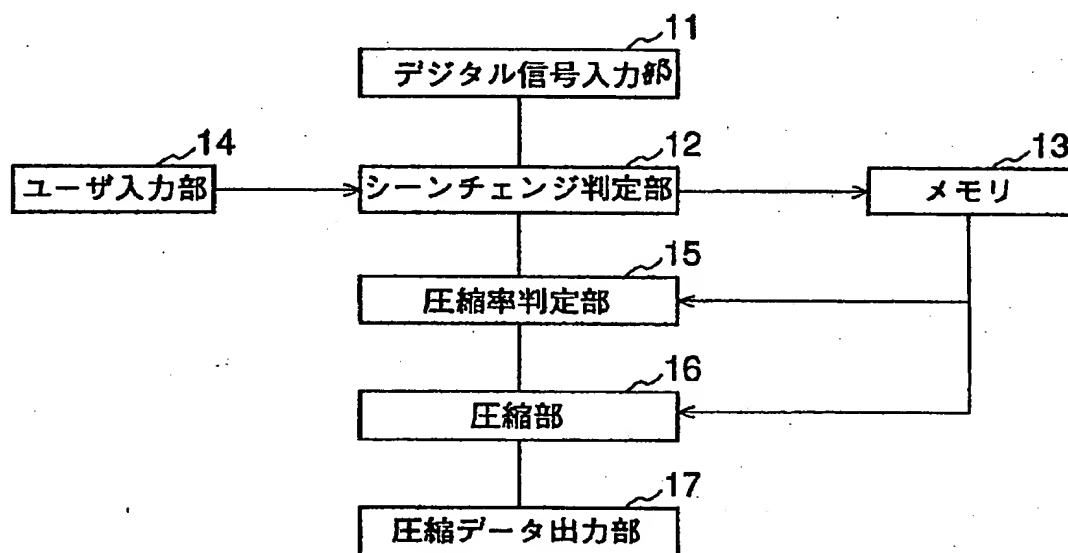 11
デジタル信号入力部
14
ユーザ入力部
12
シーンチェンジ判定部
13
メモリ
15
圧縮率判定部
16
圧縮部
17
圧縮データ出力部